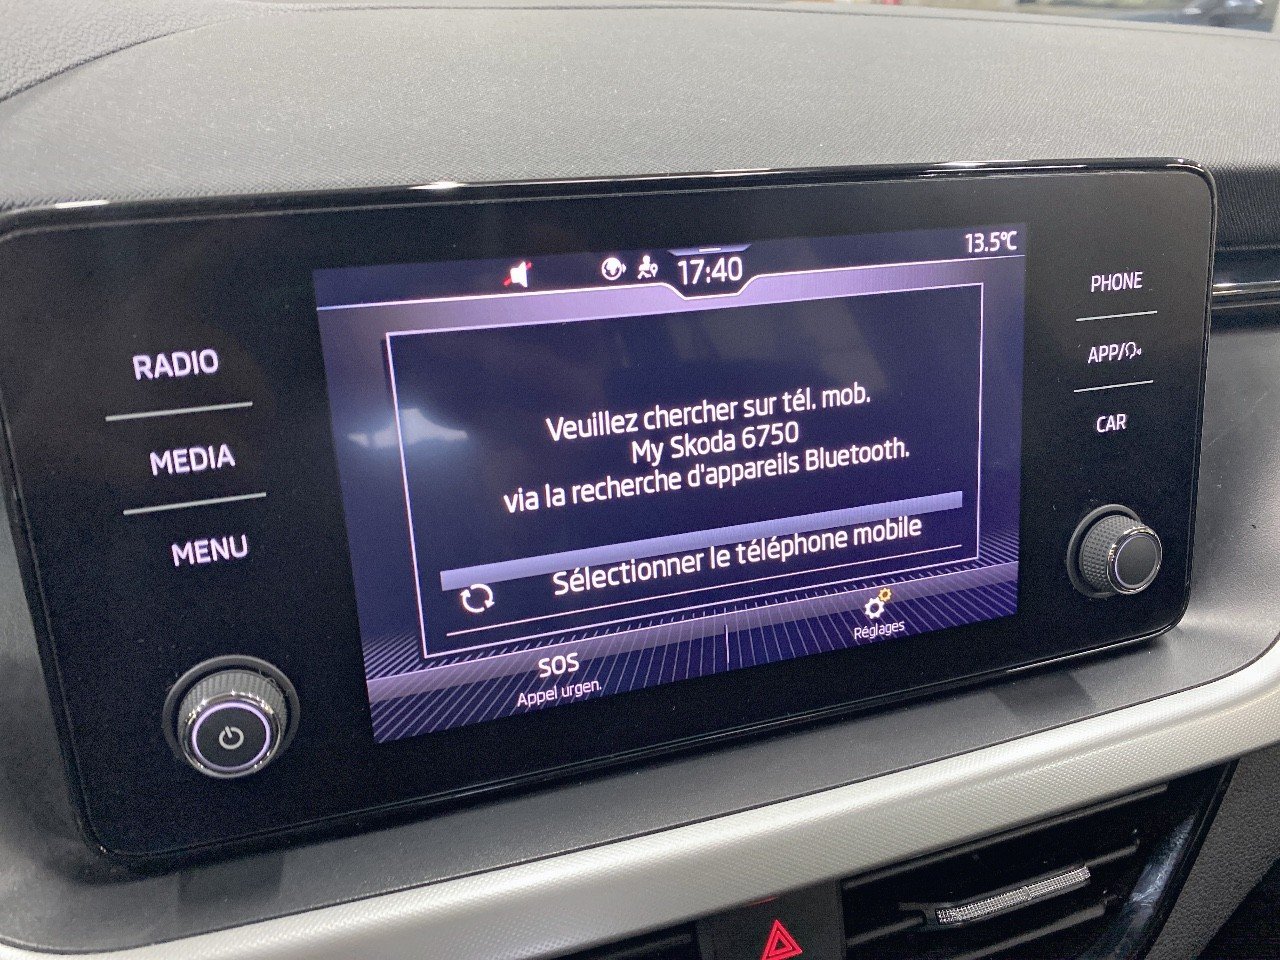 17:40
13.5°C
RADIO
MEDIA
MENU
Veuillez chercher sur tél. mob.
My Skoda 6750
via la recherche d'appareils Bluetooth.
Sélectionner le téléphone mobile
SOS
Appel urgen.
Réglages
PHONE
APP/
CAR